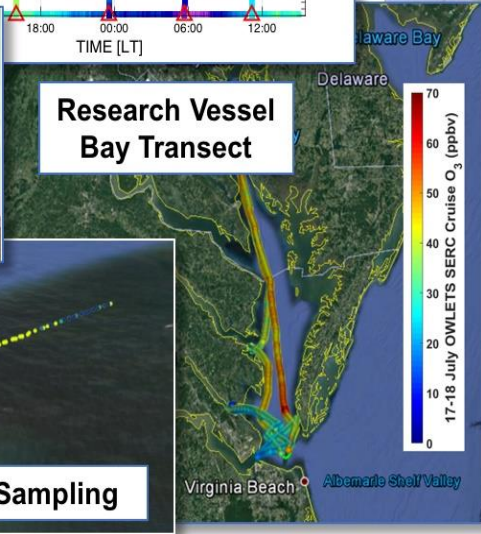 18:00 00:00 06:00 12:00
TIME [LT]
laware Bay
Delaware
Research Vessel
Bay Transect
y
70
60
50
40
30
20
10
0
17-18 July OWLETS SERC Cruise O₃ (ppbv)
Sampling
Virginia Beach
Albemarle Shelf Valley